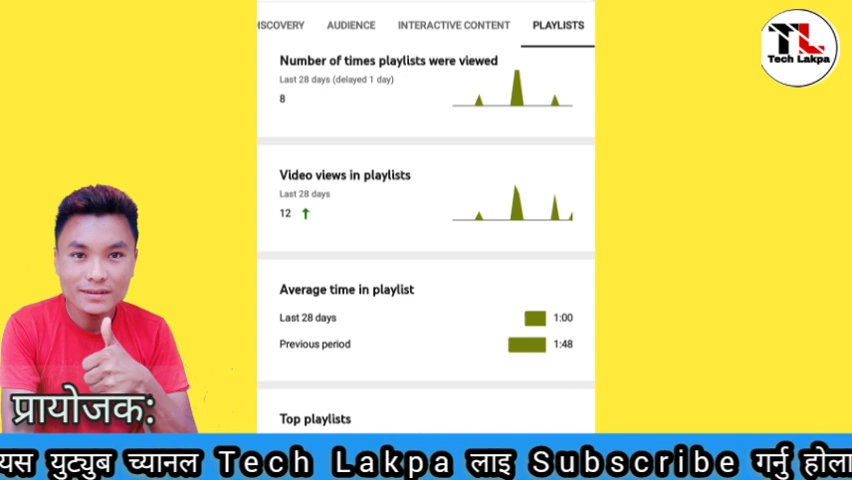 ISCOVERY AUDIENCE INTERACTIVE CONTENT PLAYLISTS
TL
Tech Lakpa
Number of times playlists were viewed
Last 28 days (delayed 1 day)
8
Video views in playlists
Last 28 days
12
Average time in playlist
Last 28 days 1:00
Previous period 1:48
Top playlists
प्रायोजक:
यस युट्युब च्यानल Tech Lakpa लाइ Subscribe गर्नु होला